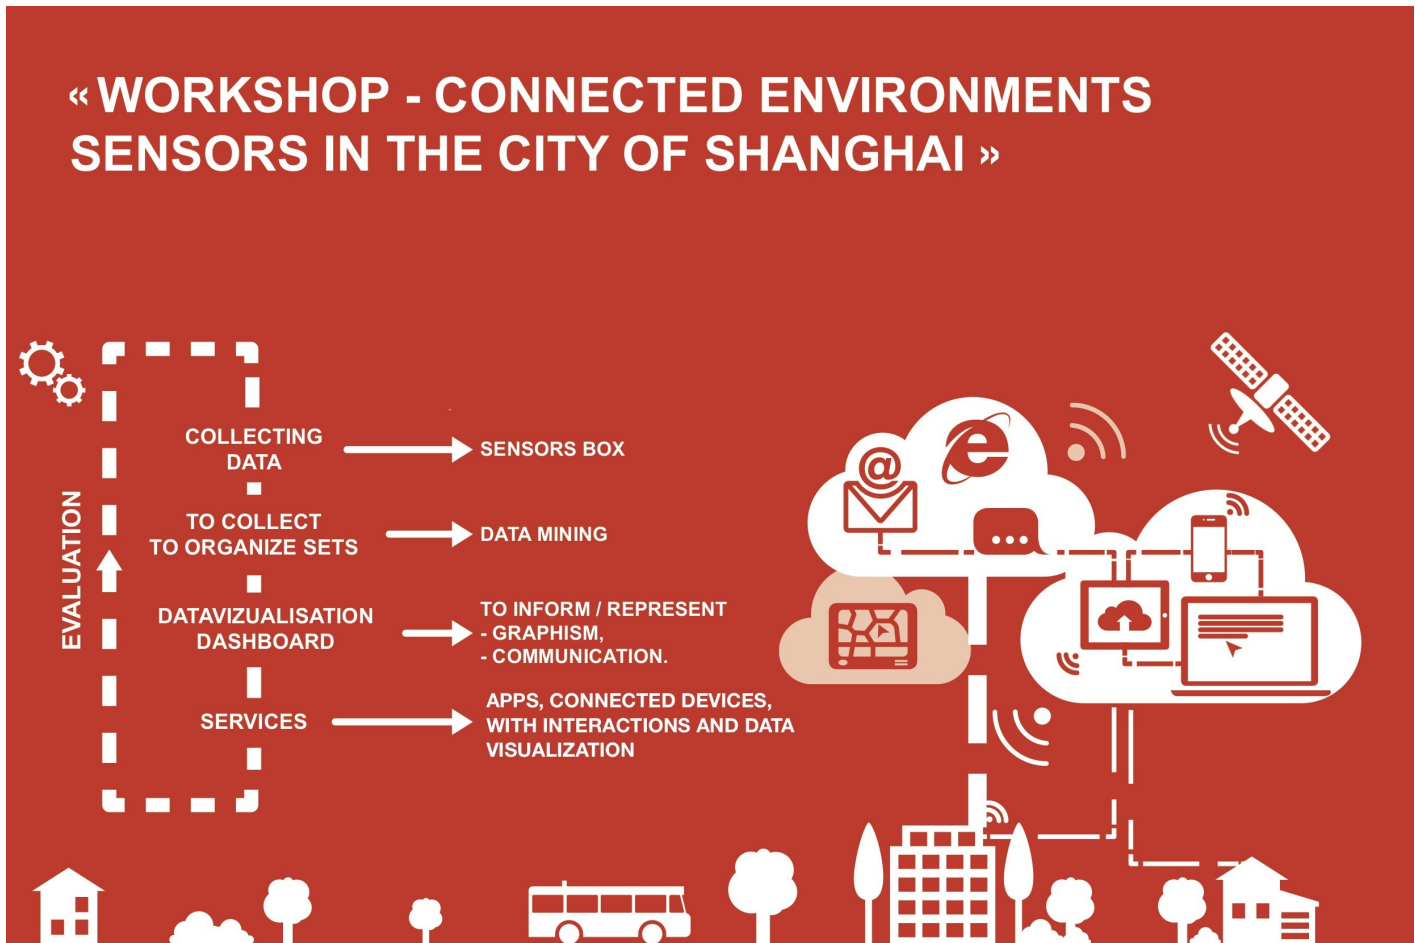 « WORKSHOP - CONNECTED ENVIRONMENTS
SENSORS IN THE CITY OF SHANGHAI »
EVALUATION
COLLECTING
DATA
SENSORS BOX
TO COLLECT
TO ORGANIZE SETS
DATA MINING
DATAVIZUALISATION
DASHBOARD
TO INFORM / REPRESENT
- GRAPHISM,
- COMMUNICATION.
SERVICES
APPS, CONNECTED DEVICES,
WITH INTERACTIONS AND DATA
VISUALIZATION
@
e